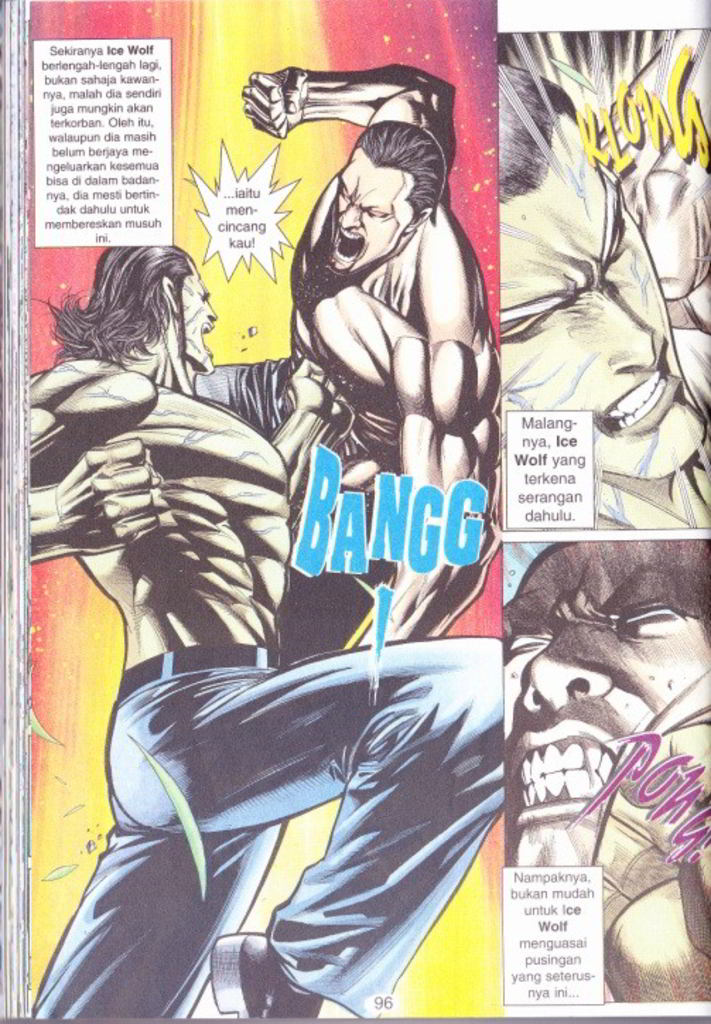 Sekiranya Ice Wolf
berlengah-lengah lagi,
bukan sahaja kawan-
nya, malah dia sendiri
juga mungkin akan
terkorban. Oleh itu,
walaupun dia masih
belum berjaya me-
ngeluarkan kesemua
bisa di dalam badan-
nya, dia mesti bertin-
dak dahulu untuk
membereskan musuh
ini.
...iaitu
men-
cincang
kau!
BANGG
!
KLONG
Malang-
nya, Ice
Wolf yang
terkena
serangan
dahulu.
PONG
Nampaknya,
bukan mudah
untuk Ice
Wolf
menguasai
pusingan
yang seterus-
nya ini...
96